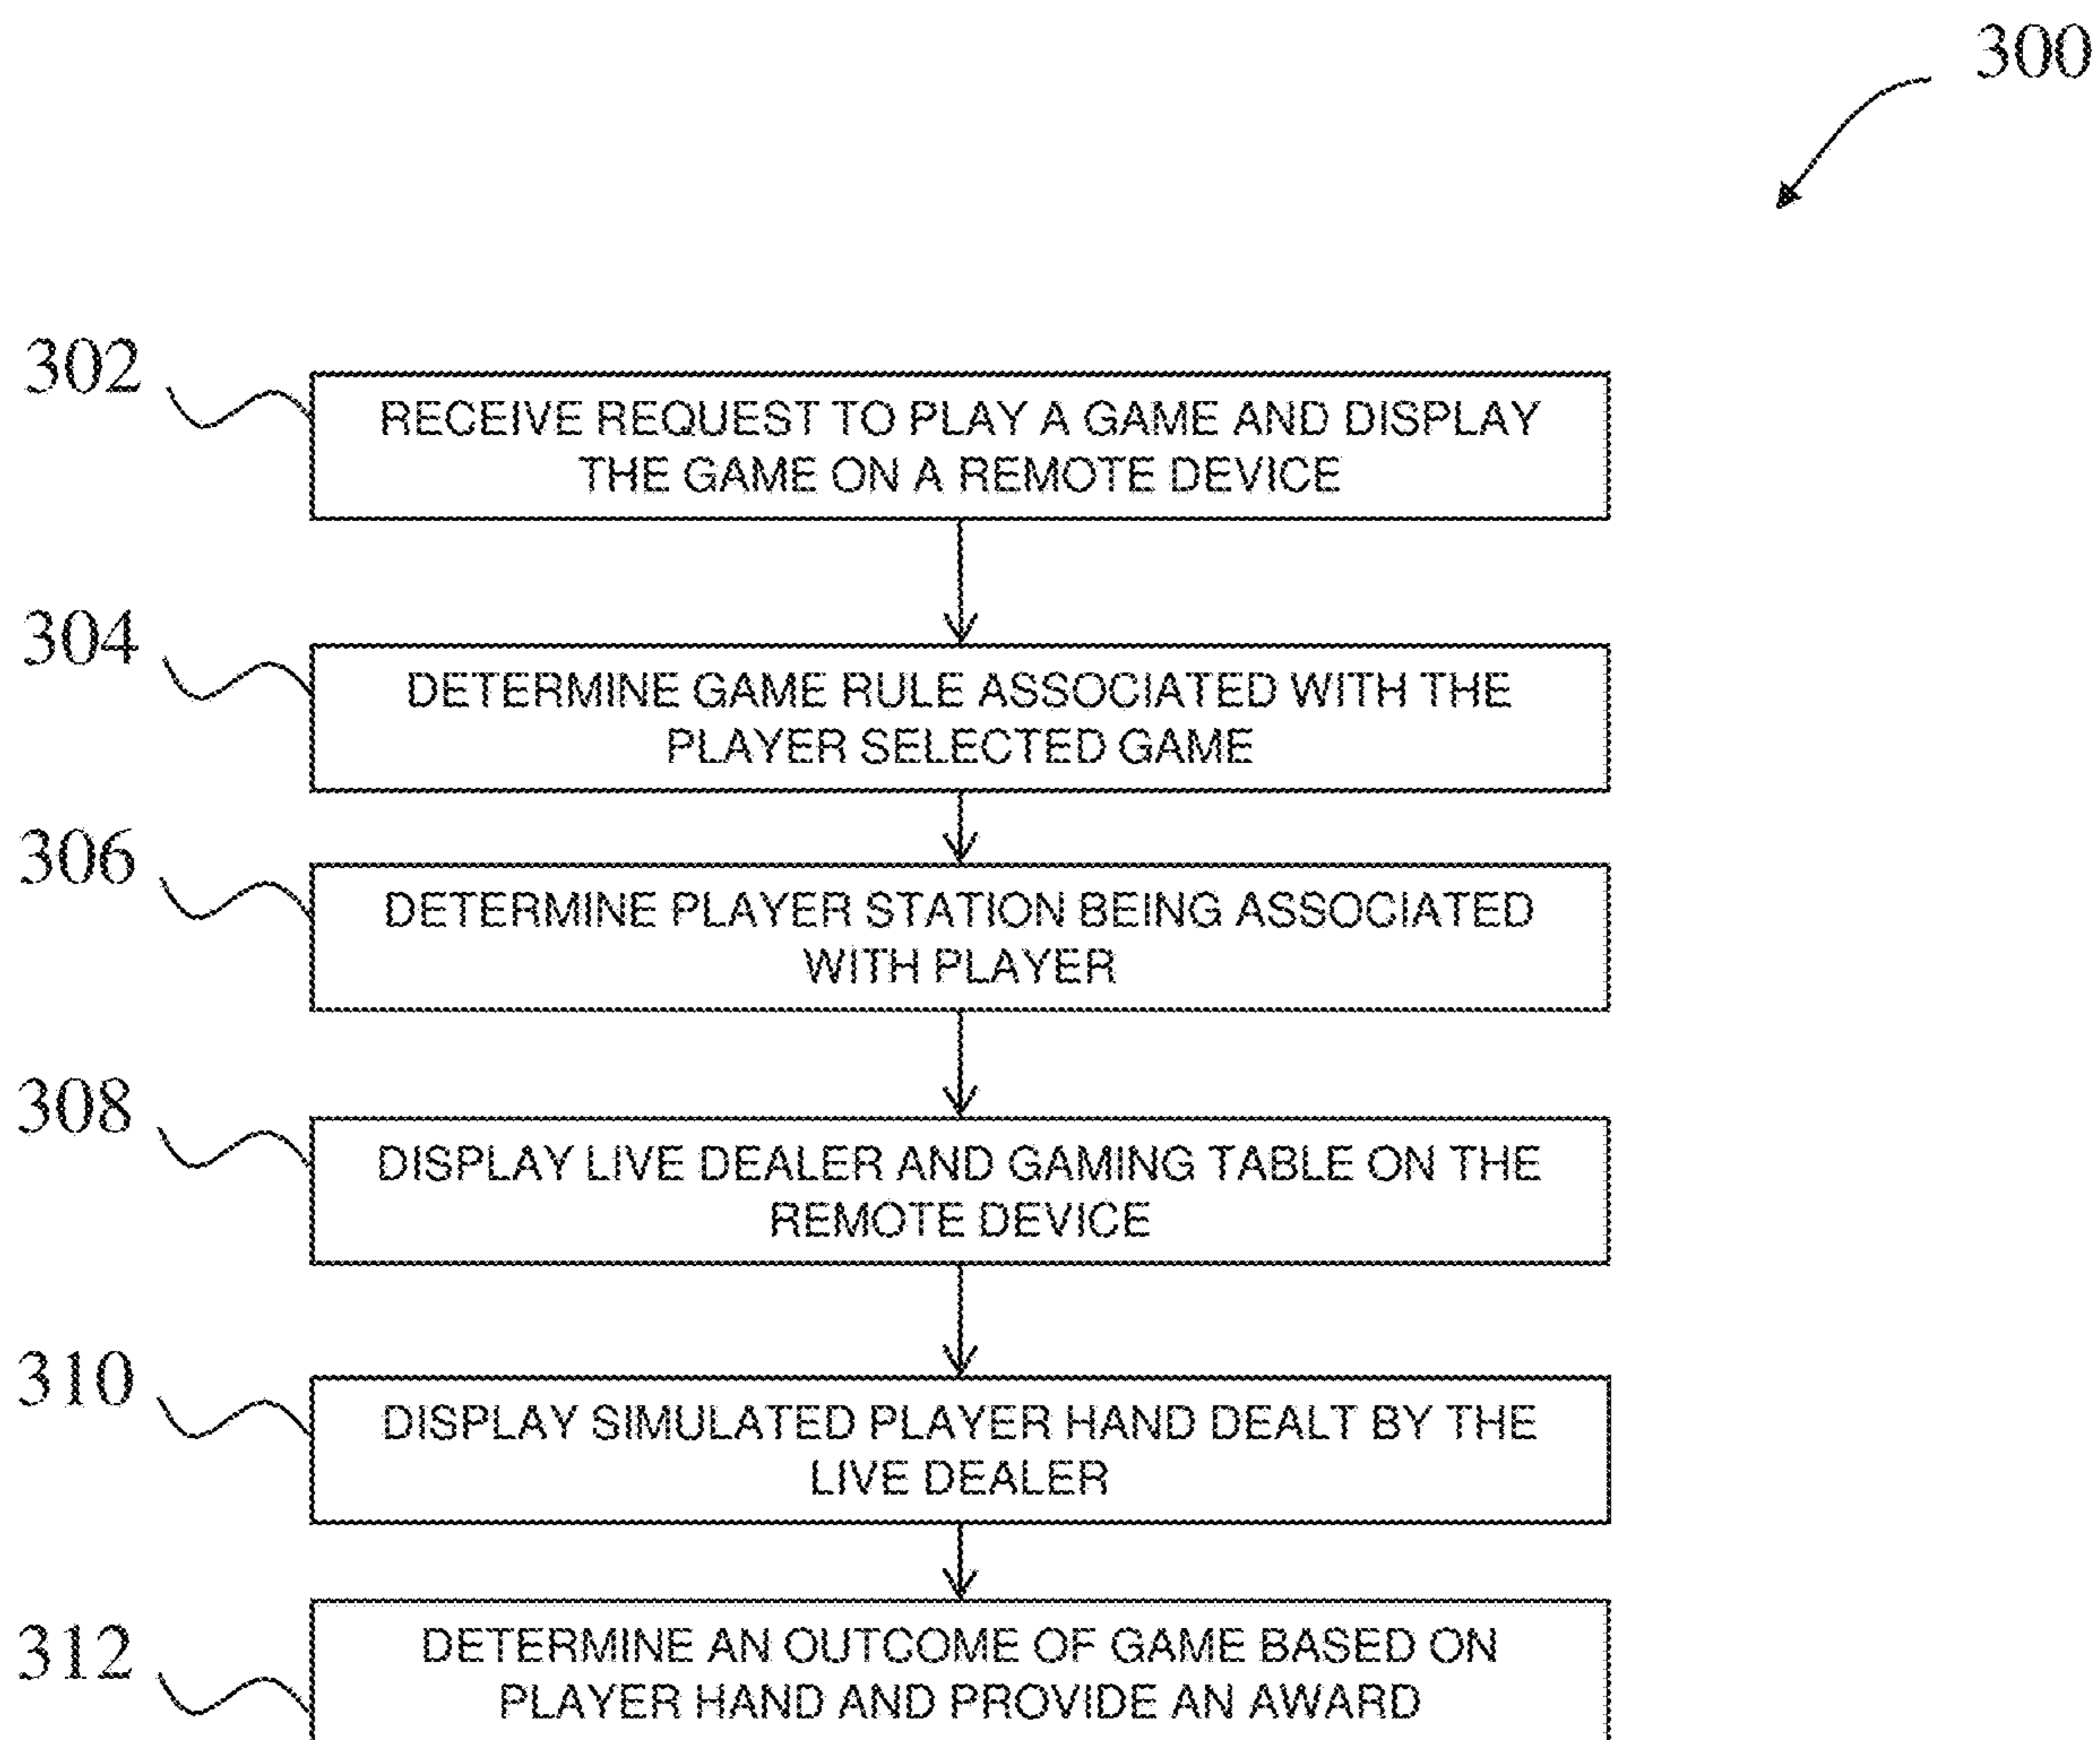 300
302
RECEIVE REQUEST TO PLAY A GAME AND DISPLAY
THE GAME ON A REMOTE DEVICE
304
DETERMINE GAME RULE ASSOCIATED WITH THE
PLAYER SELECTED GAME
306
DETERMINE PLAYER STATION BEING ASSOCIATED
WITH PLAYER
308
DISPLAY LIVE DEALER AND GAMING TABLE ON THE
REMOTE DEVICE
310
DISPLAY SIMULATED PLAYER HAND DEALT BY THE
LIVE DEALER
312
DETERMINE AN OUTCOME OF GAME BASED ON
PLAYER HAND AND PROVIDE AN AWARD